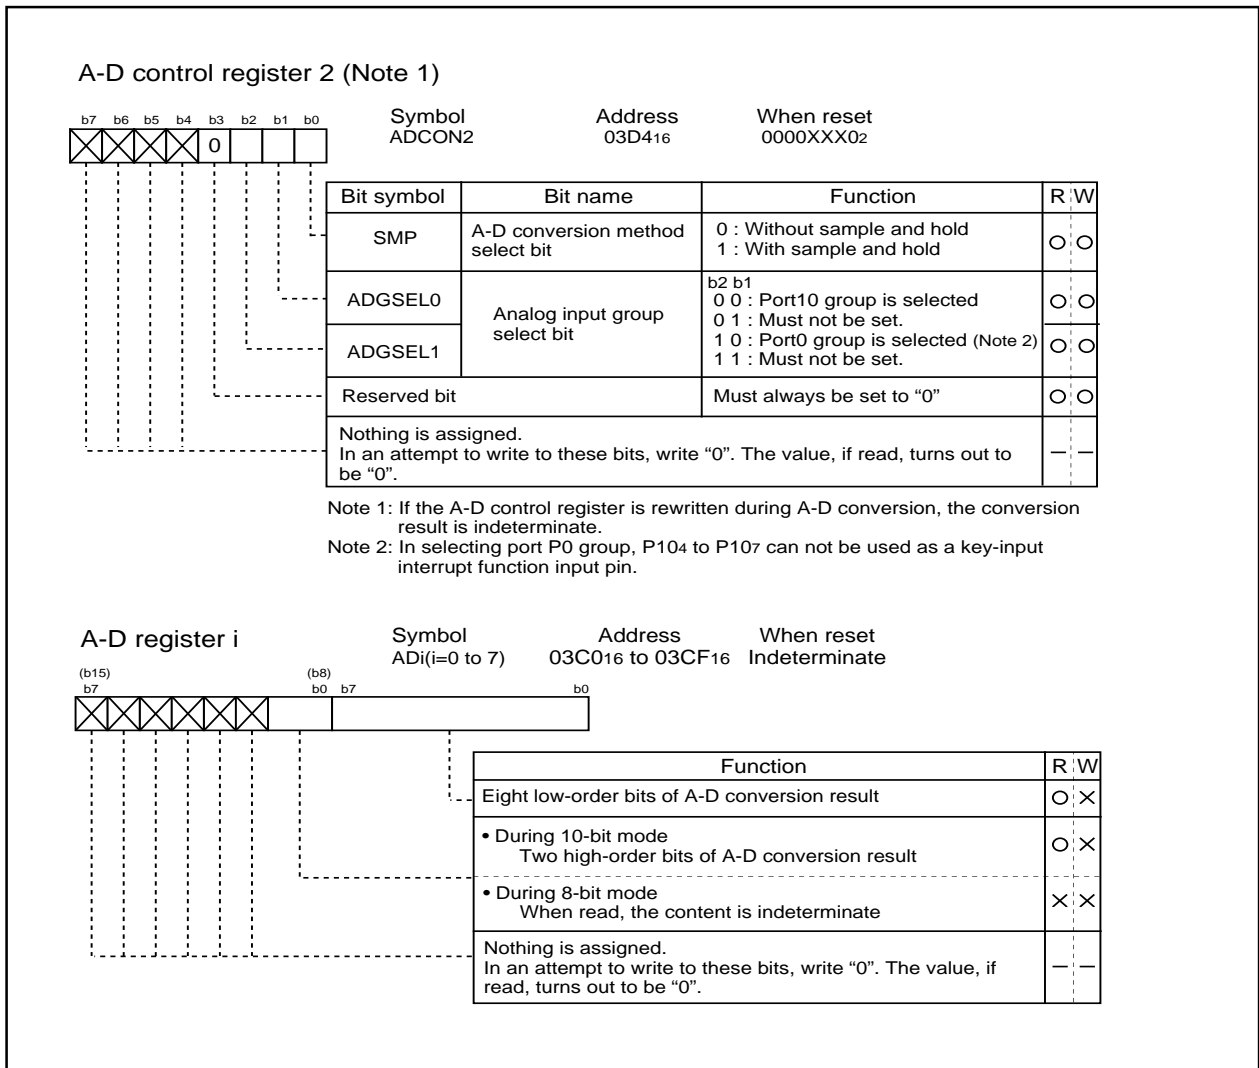 A-D control register 2 (Note 1)
b7 b6 b5 b4 b3 b2 b1 b0
0
Symbol Address When reset
ADCON2 03D416 0000XXX02
Bit symbol Bit name Function R W
SMP A-D conversion method select bit 0 : Without sample and hold
1 : With sample and hold
ADGSEL0
ADGSEL1
Analog input group
select bit
b2 b1
0 0 : Port10 group is selected
0 1 : Must not be set.
1 0 : Port0 group is selected (Note 2)
1 1 : Must not be set.
Reserved bit Must always be set to “0”
Nothing is assigned.
In an attempt to write to these bits, write “0”. The value, if read, turns out to
be “0”.
Note 1: If the A-D control register is rewritten during A-D conversion, the conversion
result is indeterminate.
Note 2: In selecting port P0 group, P104 to P107 can not be used as a key-input
interrupt function input pin.
A-D register i
Symbol Address When reset
ADi(i=0 to 7) 03C016 to 03CF16 Indeterminate
(b15) (b8)
b7 b0 b7 b0
Function R W
Eight low-order bits of A-D conversion result
• During 10-bit mode
Two high-order bits of A-D conversion result
• During 8-bit mode
When read, the content is indeterminate
Nothing is assigned.
In an attempt to write to these bits, write “0”. The value, if
read, turns out to be “0”.